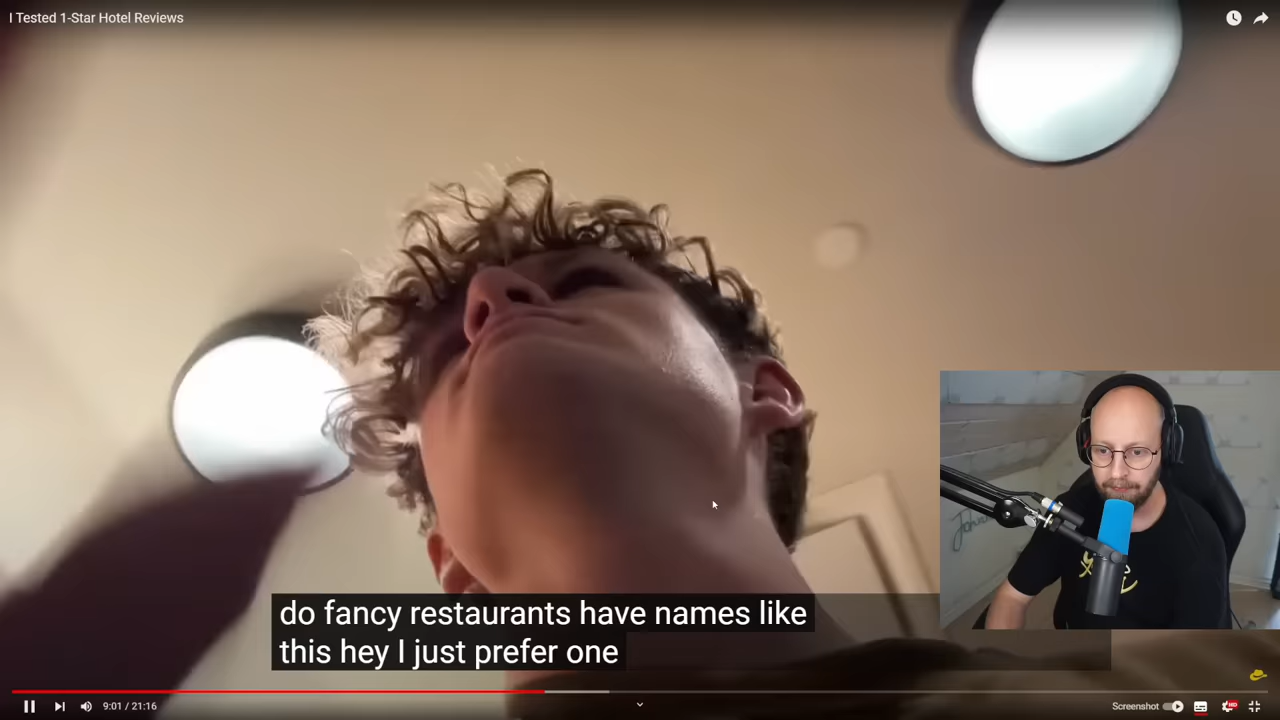 I Tested 1-Star Hotel Reviews
do fancy restaurants have names like
this hey I just prefer one
9:01 / 21:16
Screenshot
HD